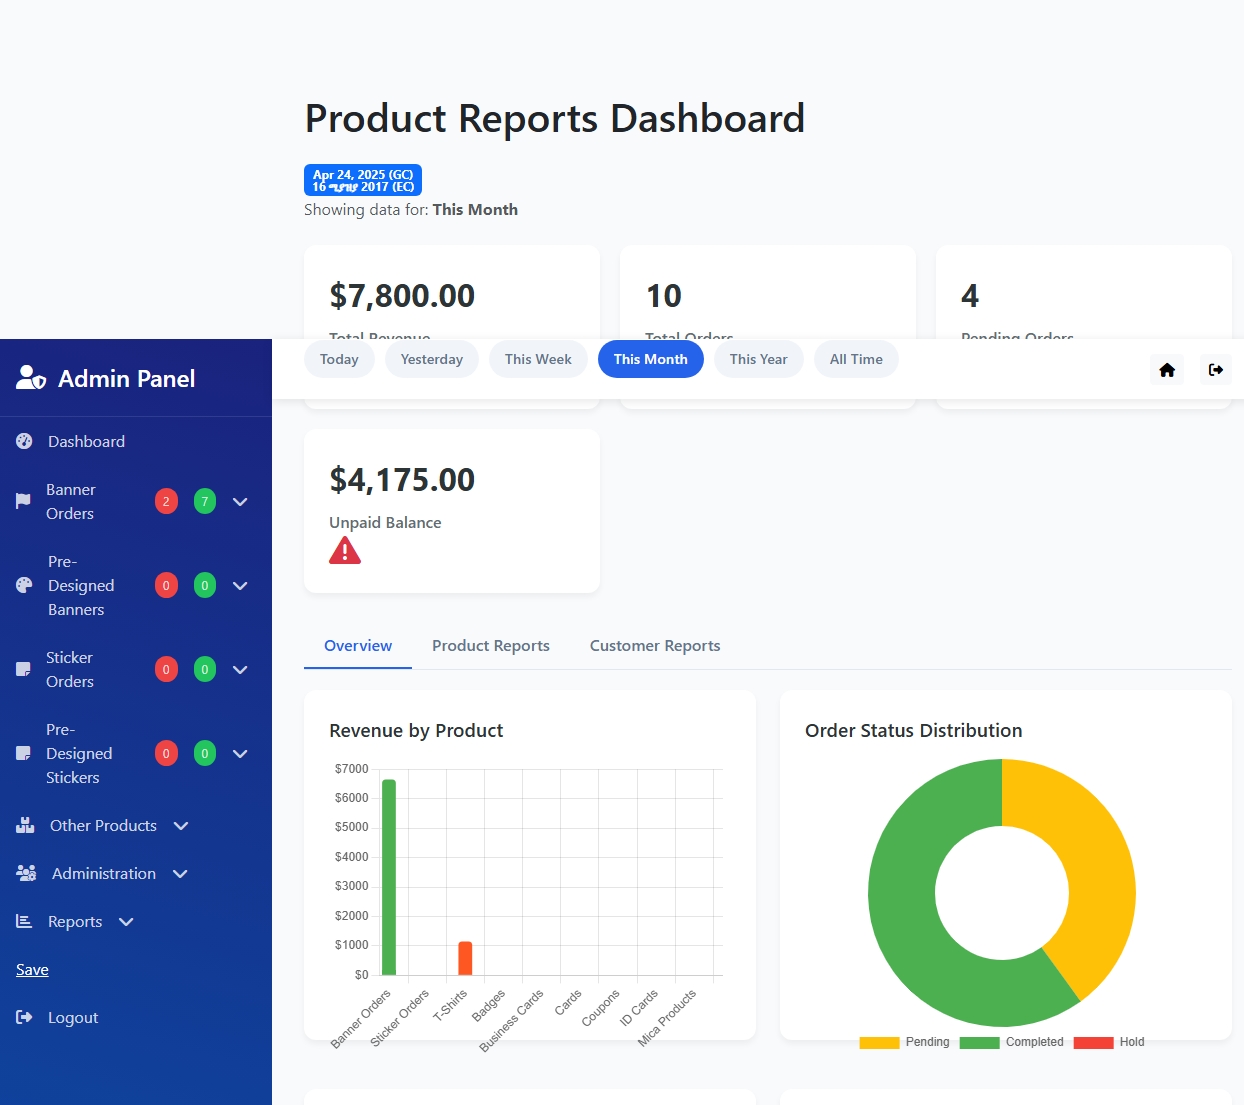 Product Reports Dashboard
Apr 24, 2025 (GC)
16 ሚያዝያ 2017 (EC)
Showing data for: This Month
$7,800.00
Total Revenue
10
Total Orders
4
Pending Orders
Today
Yesterday
This Week
This Month
This Year
All Time
$4,175.00
Unpaid Balance
Admin Panel
Dashboard
Banner
Orders
2
7
Pre-
Designed
Banners
0
0
Sticker
Orders
0
0
Pre-
Designed
Stickers
0
0
Other Products
Administration
Reports
Save
Logout
Overview
Product Reports
Customer Reports
Revenue by Product
$7000
$6000
$5000
$4000
$3000
$2000
$1000
$0
Banner Orders
Sticker Orders
T-Shirts
Badges
Business Cards
Cards
Coupons
ID Cards
Mica Products
Order Status Distribution
Pending
Completed
Hold